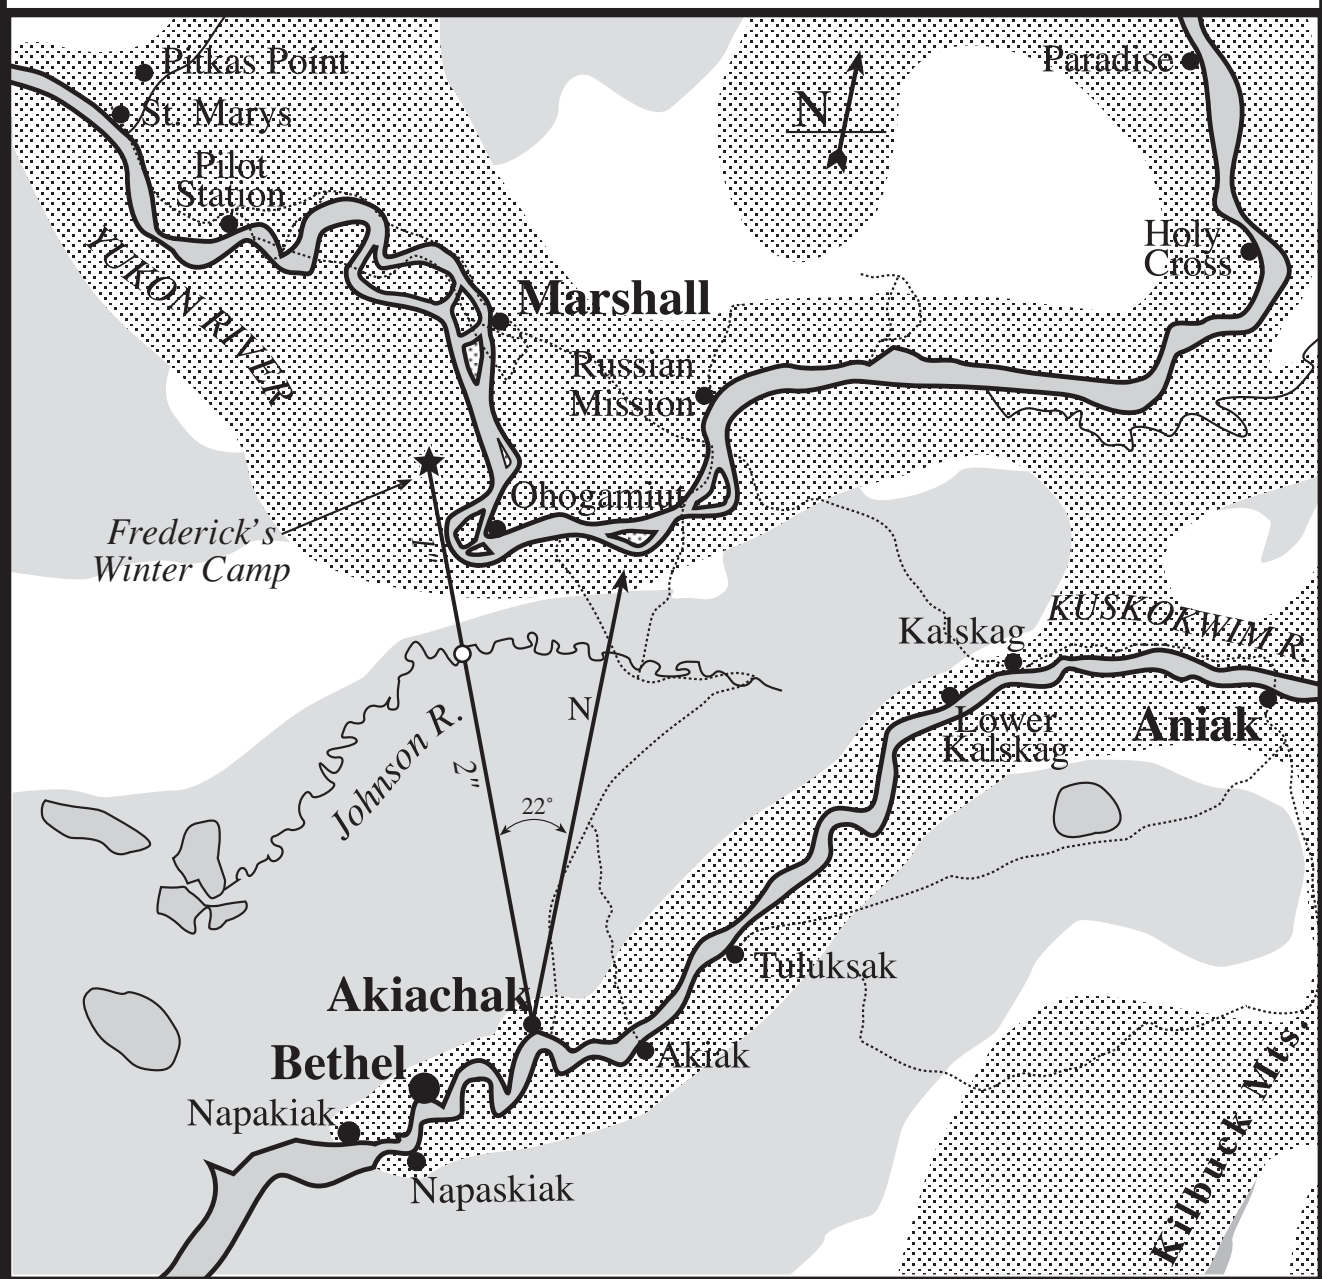 Pitkas Point
Paradise
N
St. Marys
Pilot
Station
Holy
Cross
YUKON RIVER
Marshall
Russian
Mission
Ohogamiut
Frederick's
Winter Camp
1"
KUSKOKWIM R.
Kalskag
Lower
Kalskag
Aniak
N
Johnson R.
2"
22°
Tuluksak
Akiachak
Akiak
Bethel
Napakiak
Napaskiak
Kilbuck Mts.